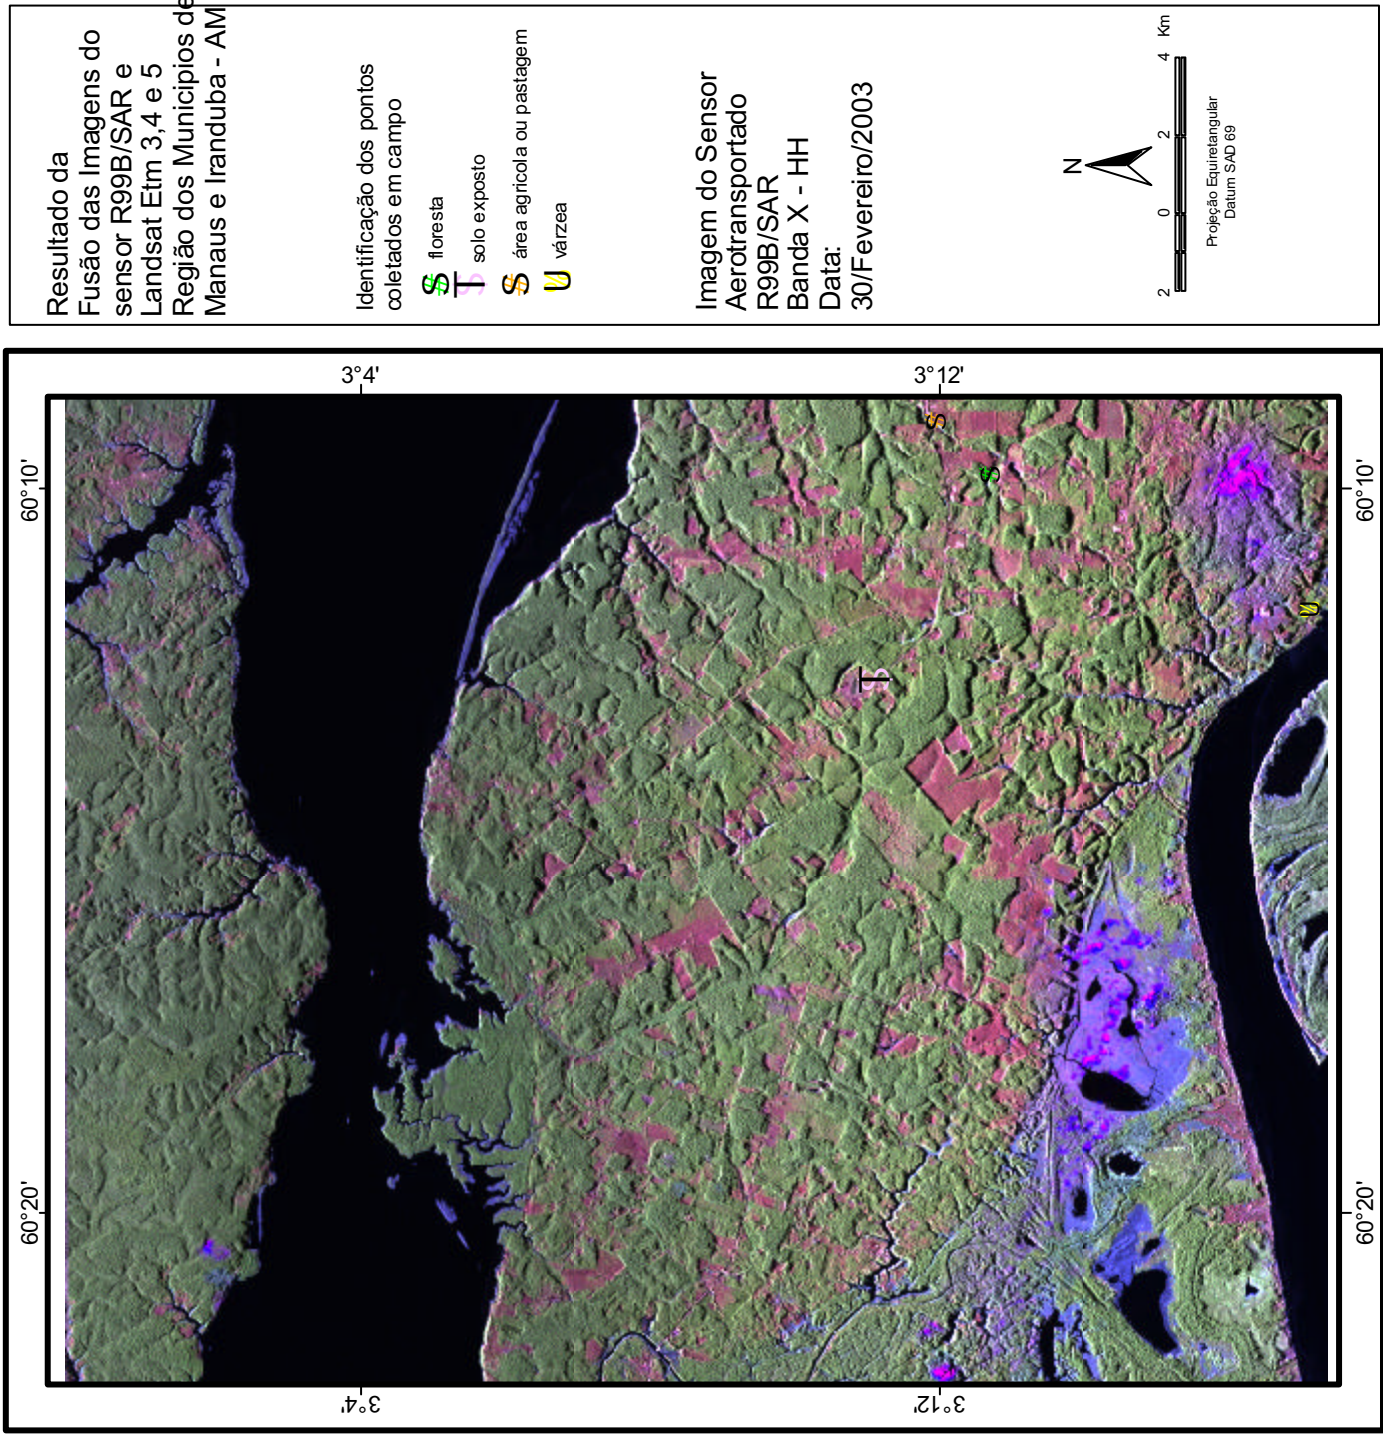 Resultado da
Fusão das Imagens do
sensor R99B/SAR e
Landsat Etm 3,4 e 5
Região dos Municipios de
Manaus e Iranduba - AM
Identificação dos pontos
coletados em campo
floresta
solo exposto
área agricola ou pastagem
várzea
Imagem do Sensor
Aerotransportado
R99B/SAR
Banda X - HH
Data:
30/Fevereiro/2003
N
2 0 2 4 Km
Projeção Equiretangular
Datum SAD 69
3°4' 3°12'
60°10' 60°10'
60°20' 60°20'
3°4' 3°12'